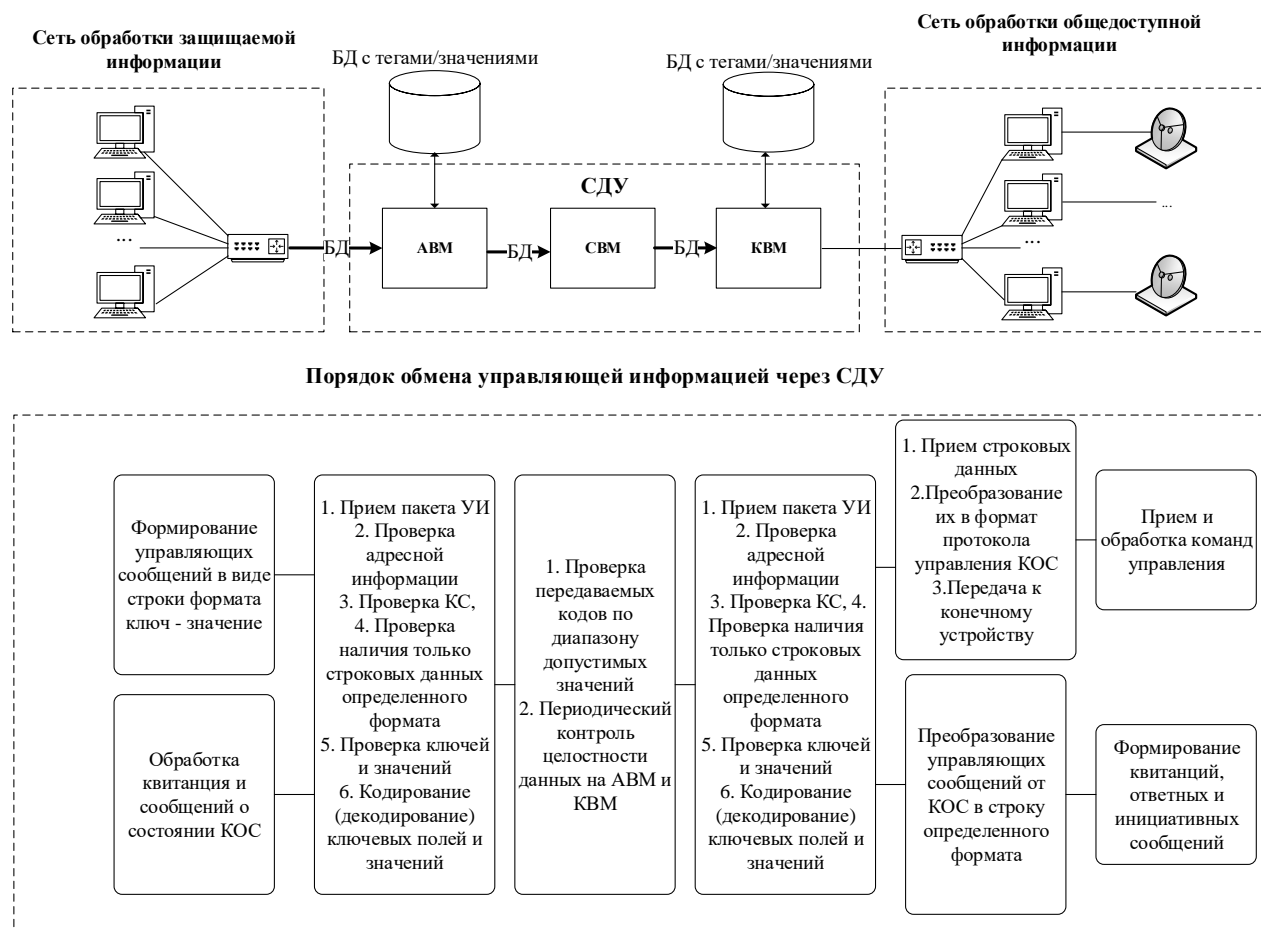 Сеть обработки защищаемой
информации
БД с тегами/значениями
БД с тегами/значениями
Сеть обработки общедоступной
информации
СДУ
...
БД
АВМ
БД
СВМ
БД
КВМ
...
...
Порядок обмена управляющей информацией через СДУ
Формирование
управляющих
сообщений в виде
строки формата
ключ - значение
Обработка
квитанция и
сообщений о
состоянии КОС
1. Прием пакета УИ
2. Проверка
адресной
информации
3. Проверка КС,
4. Проверка
наличия только
строковых данных
определенного
формата
5. Проверка ключей
и значений
6. Кодирование
(декодирование)
ключевых полей и
значений
1. Проверка
передаваемых
кодов по
диапазону
допустимых
значений
2. Периодический
контроль
целостности
данных на АВМ и
КВМ
1. Прием пакета УИ
2. Проверка
адресной
информации
3. Проверка КС, 4.
Проверка наличия
только строковых
данных
определенного
формата
5. Проверка ключей
и значений
6. Кодирование
(декодирование)
ключевых полей и
значений
1. Прием строковых
данных
2.Преобразование
их в формат
протокола
управления КОС
3.Передача к
конечному
устройству
Прием и
обработка команд
управления
Преобразование
управляющих
сообщений от
КОС в строку
определенного
формата
Формирование
квитанций,
ответных и
инициативных
сообщений